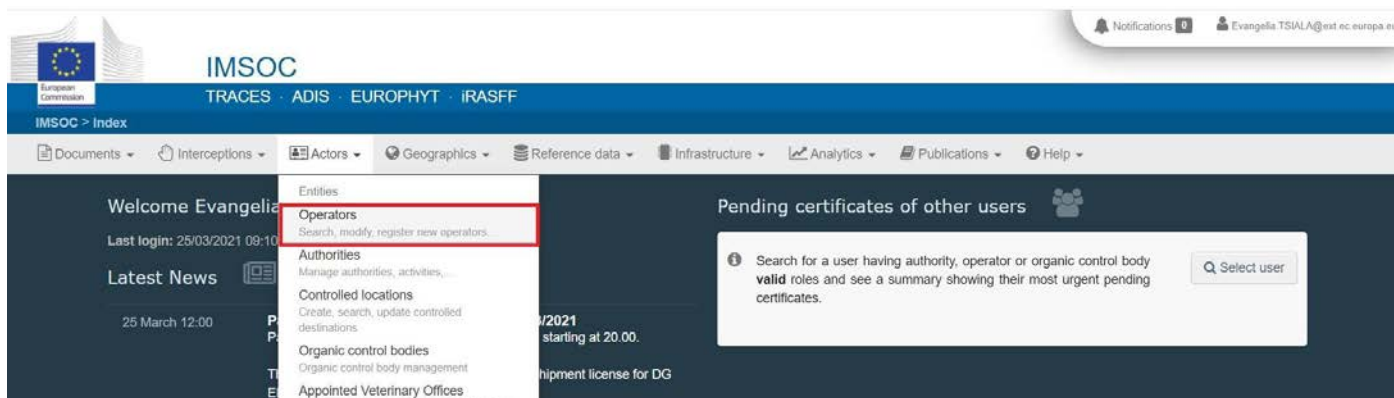 Notifications 0 Evangelia.TSIALA@ext.ec.europa.eu
European
Commission
IMSOC
TRACES · ADIS · EUROPHYT · iRASFF
IMSOC > Index
Documents Interceptions Actors Geographics Reference data Infrastructure Analytics Publications Help
Welcome Evangelia
Last login: 25/03/2021 09:10
Latest News
25 March 12:00
/2021
starting at 20.00.
hipment license for DG
Entities
Operators
Search, modify, register new operators...
Authorities
Manage authorities, activities, ...
Controlled locations
Create, search, update controlled
destinations
Organic control bodies
Organic control body management
Appointed Veterinary Offices
Pending certificates of other users
Search for a user having authority, operator or organic control body
valid roles and see a summary showing their most urgent pending
certificates.
Select user